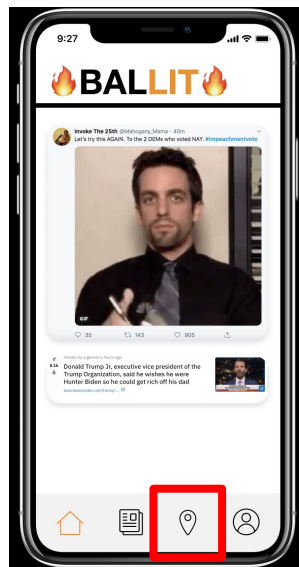 9:27
🔥BALLIT🔥
Invoke The 25th @Mahogany_Mama · 40m
Let's try this AGAIN. To the 2 DEMs who voted NAY. #impeachmentvote
GIF
35 143 905
Donald Trump Jr, executive vice president of the
Trump Organization, said he wishes he were
Hunter Biden so he could get rich off his dad